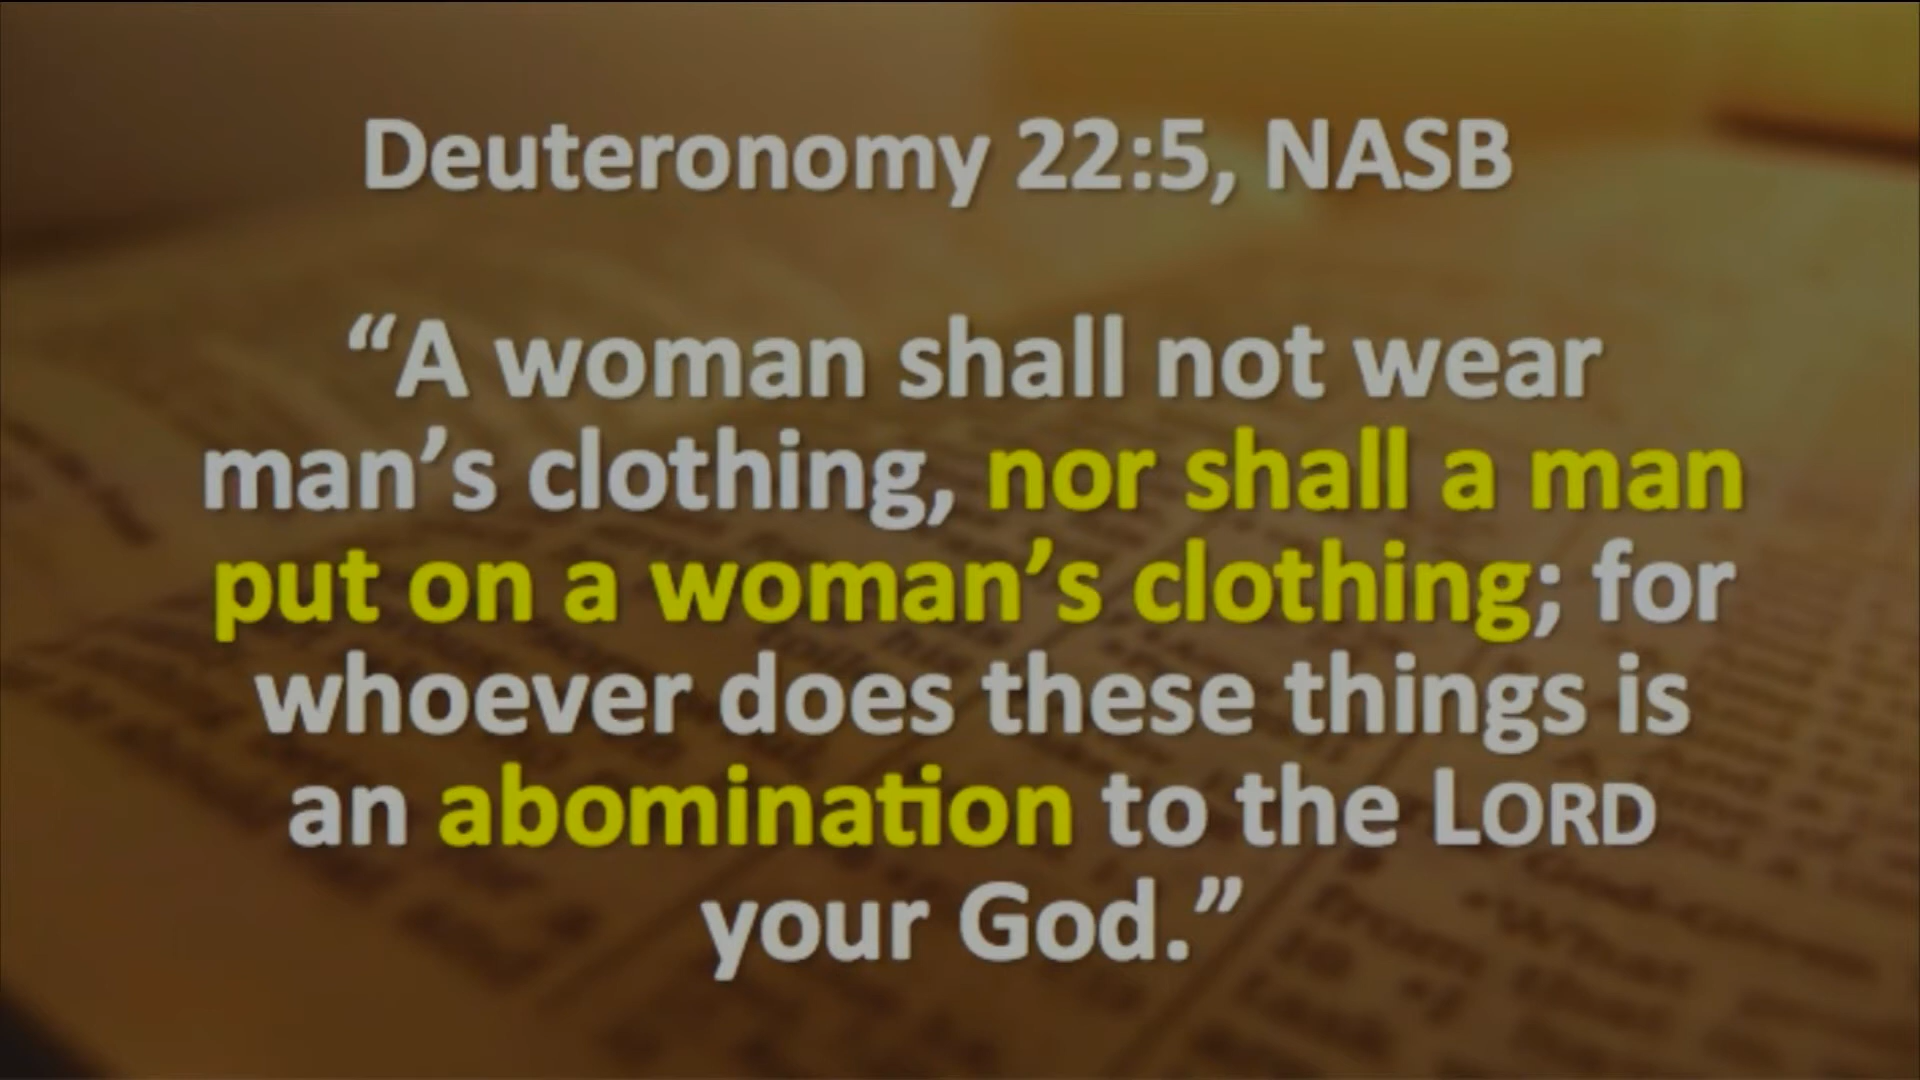 Deuteronomy 22:5, NASB
“A woman shall not wear
man’s clothing, nor shall a man
put on a woman’s clothing; for
whoever does these things is
an abomination to the LORD
your God.”